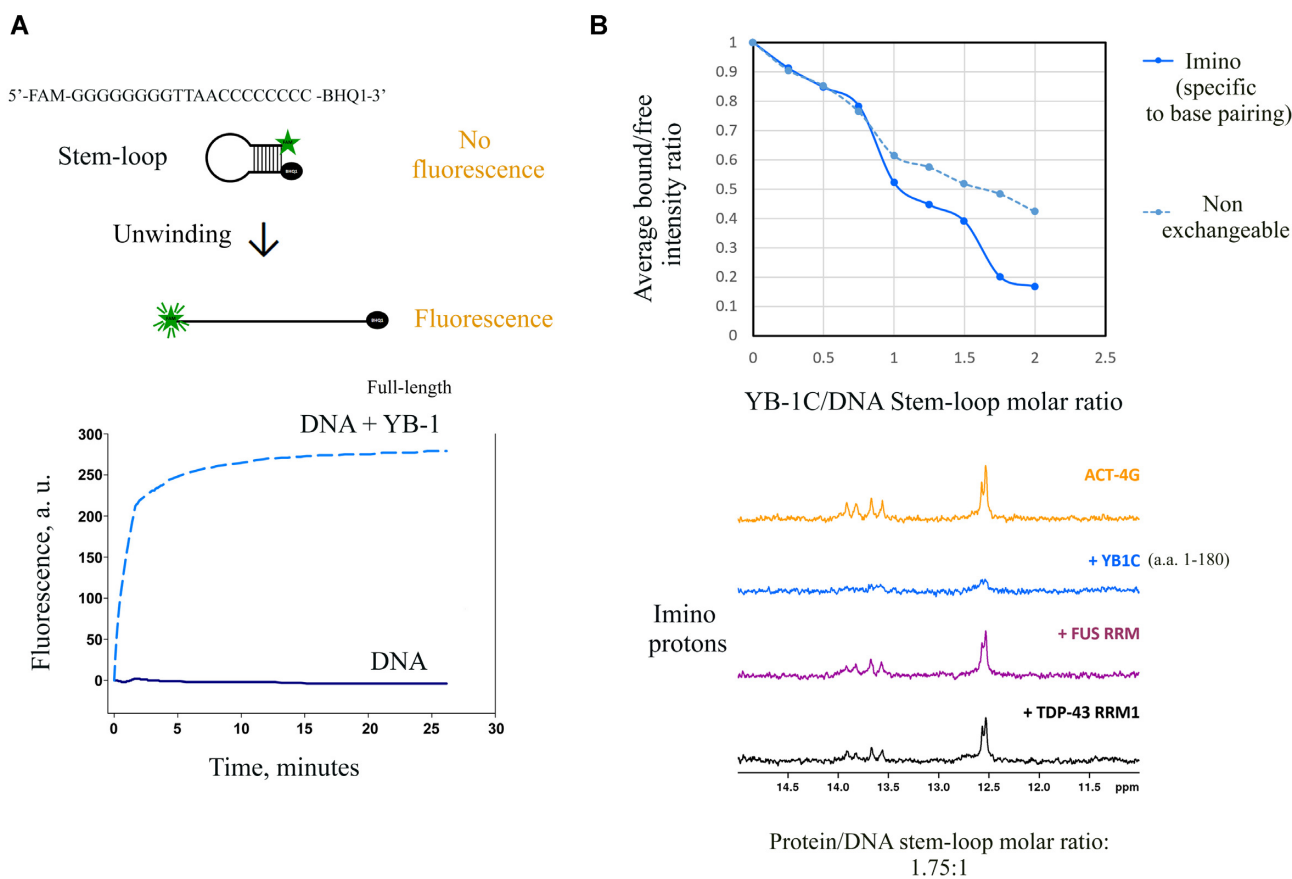 A
5'-FAM-GGGGGGGGTTAACCCCCCCC -BHQ1-3'
Stem-loop
No
fluorescence
BHQ1
Unwinding
BHQ1
Fluorescence
Full-length
DNA + YB-1
DNA
Fluorescence, a. u.
300
250
200
150
100
50
0
0
5
10
15
20
25
30
Time, minutes
B
Average bound/free
intensity ratio
1
0.9
0.8
0.7
0.6
0.5
0.4
0.3
0.2
0.1
0
0
0.5
1
1.5
2
2.5
YB-1C/DNA Stem-loop molar ratio
Imino
(specific
to base pairing)
Non
exchangeable
ACT-4G
+ YB1C (a.a. 1-180)
Imino
protons
+ FUS RRM
+ TDP-43 RRM1
14.5
14.0
13.5
13.0
12.5
12.0
11.5
ppm
Protein/DNA stem-loop molar ratio:
1.75:1